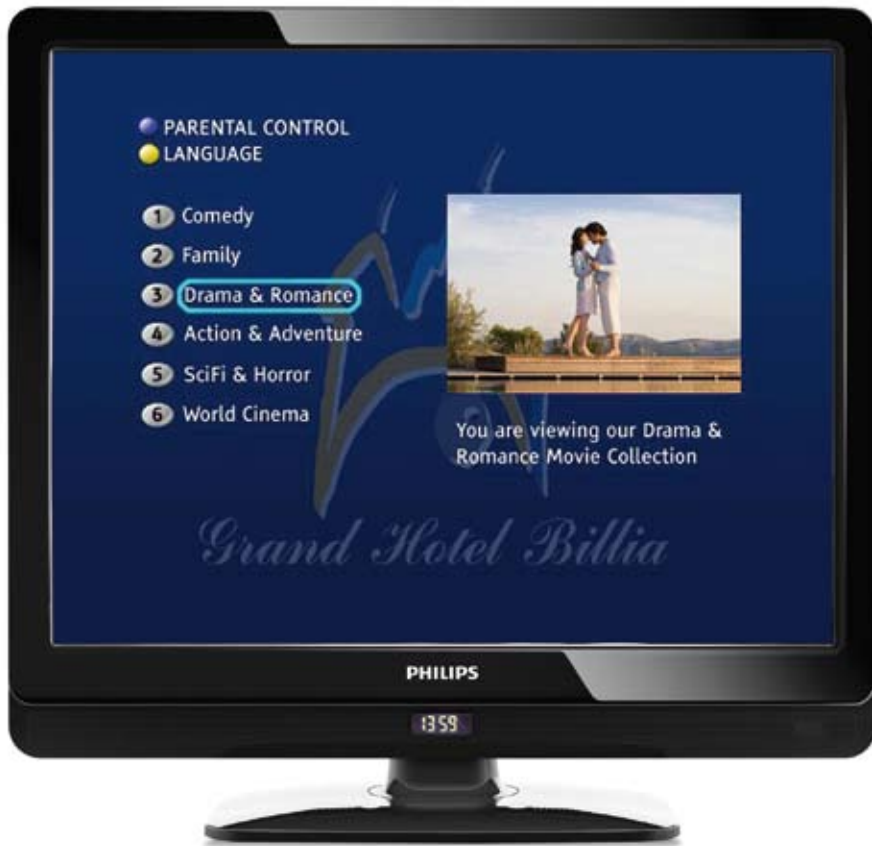 PARENTAL CONTROL
LANGUAGE
1 Comedy
2 Family
3 Drama & Romance
4 Action & Adventure
5 SciFi & Horror
6 World Cinema
You are viewing our Drama &
Romance Movie Collection
Grand Hotel Billia
PHILIPS
13 59